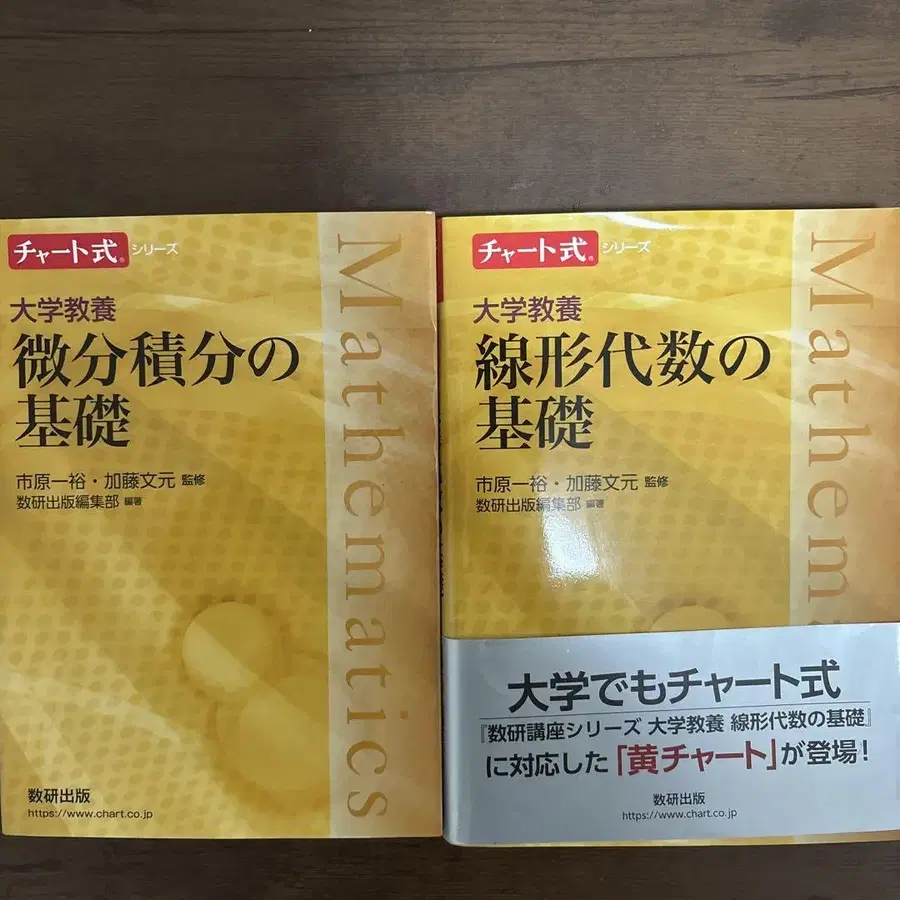 チャート式®シリーズ
大学教養
微分積分の
基礎
市原一裕・加藤文元 監修
数研出版編集部 編著
Mathematics
数研出版
https://www.chart.co.jp
チャート式®シリーズ
大学教養
線形代数の
基礎
市原一裕・加藤文元 監修
数研出版編集部 編著
Mathema
大学でもチャート式
『数研講座シリーズ 大学教養 線形代数の基礎』
に対応した「黄チャート」が登場!
数研出版
https://www.chart.co.jp